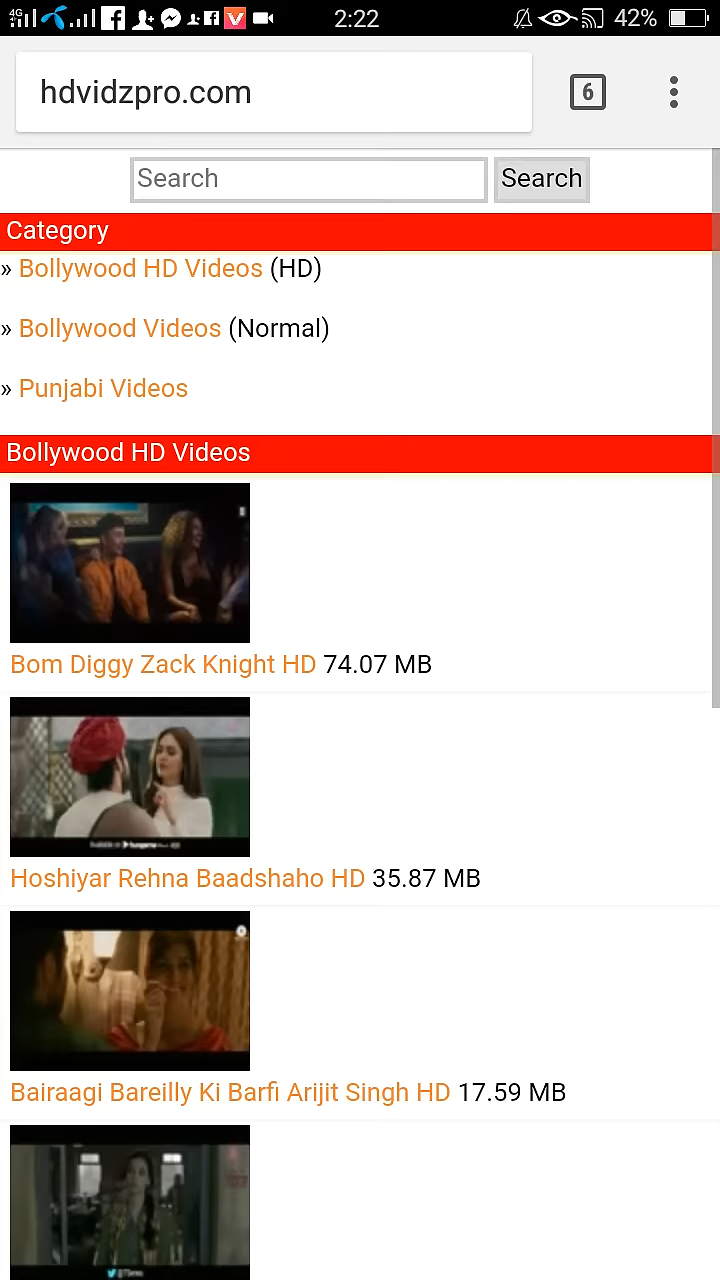 4G 2:22 42%
hdvidzpro.com 6
Search Search
Category
» Bollywood HD Videos (HD)
» Bollywood Videos (Normal)
» Punjabi Videos
Bollywood HD Videos
Bom Diggy Zack Knight HD 74.07 MB
Hoshiyar Rehna Baadshaho HD 35.87 MB
Bairaagi Bareilly Ki Barfi Arijit Singh HD 17.59 MB